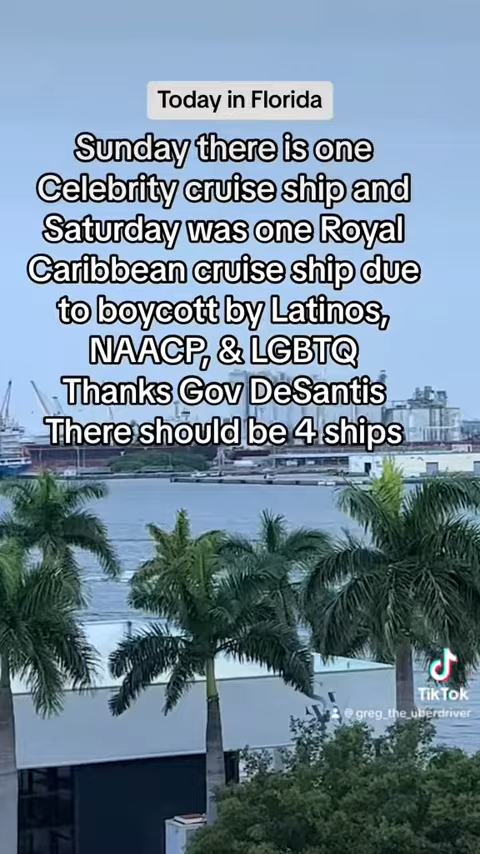 Today in Florida
Sunday there is one
Celebrity cruise ship and
Saturday was one Royal
Caribbean cruise ship due
to boycott by Latinos,
NAACP, & LGBTQ
Thanks Gov DeSantis
There should be 4 ships
TikTok
@greg_the_uberdriver